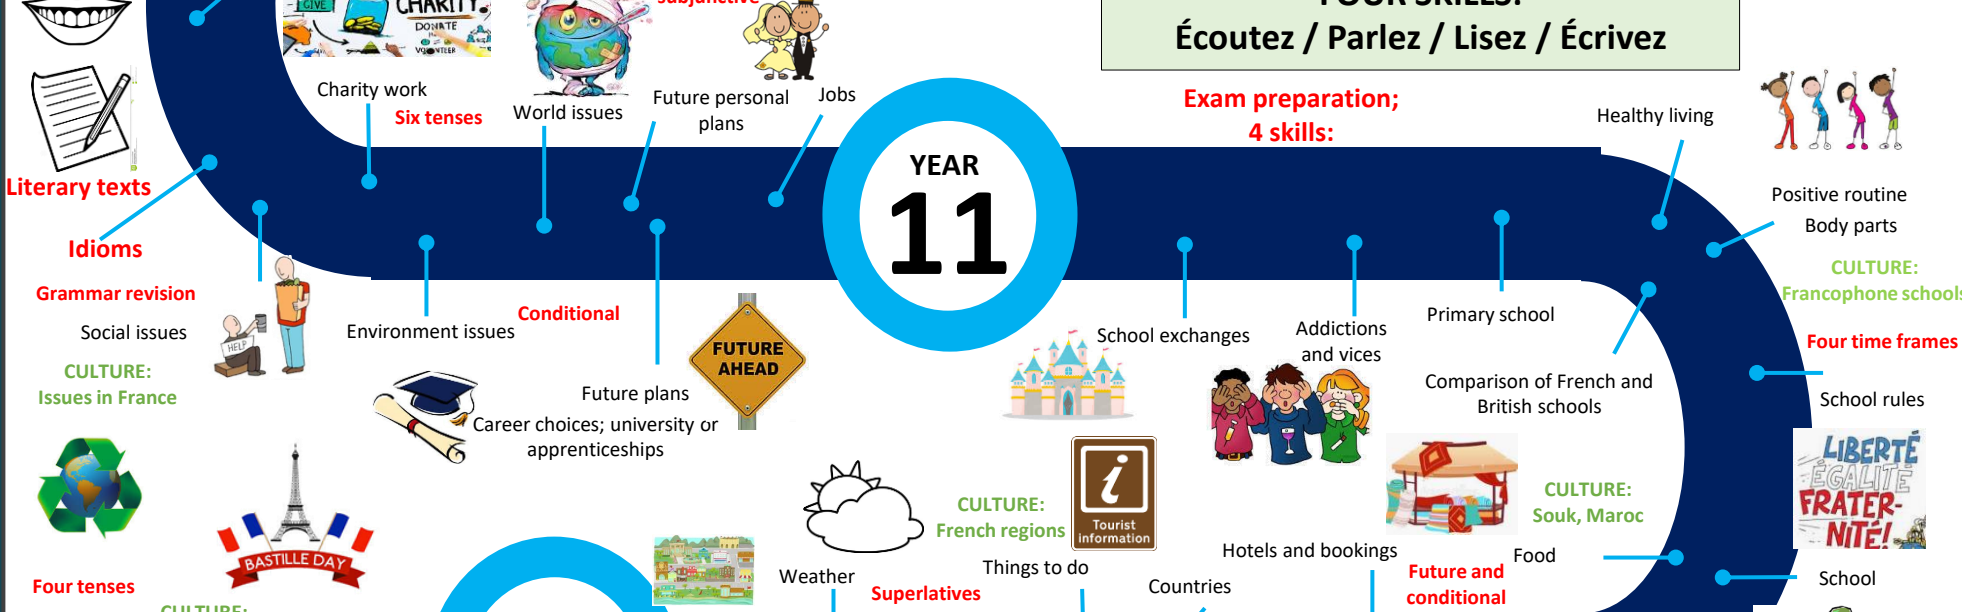 GIVE
CHARITY
DONATE
VOLUNTEER
subjunctive
Écoutez / Parlez / Lisez / Écrivez
Charity work
Six tenses
World issues
Future personal
plans
Jobs
Exam preparation;
4 skills:
Healthy living
YEAR
11
Literary texts
Idioms
Grammar revision
Social issues
HELP
CULTURE:
Issues in France
Environment issues
Conditional
FUTURE
AHEAD
Future plans
Career choices; university or
apprenticeships
School exchanges
Addictions
and vices
Primary school
Comparison of French and
British schools
Positive routine
Body parts
CULTURE:
Francophone schools
Four time frames
School rules
LIBERTÉ
ÉGALITÉ
FRATER-
NITÉ!
BASTILLE DAY
Four tenses
CULTURE:
Weather
CULTURE:
French regions
i
Tourist
information
Things to do
Superlatives
Countries
Hotels and bookings
CULTURE:
Souk, Maroc
Future and
conditional
Food
School